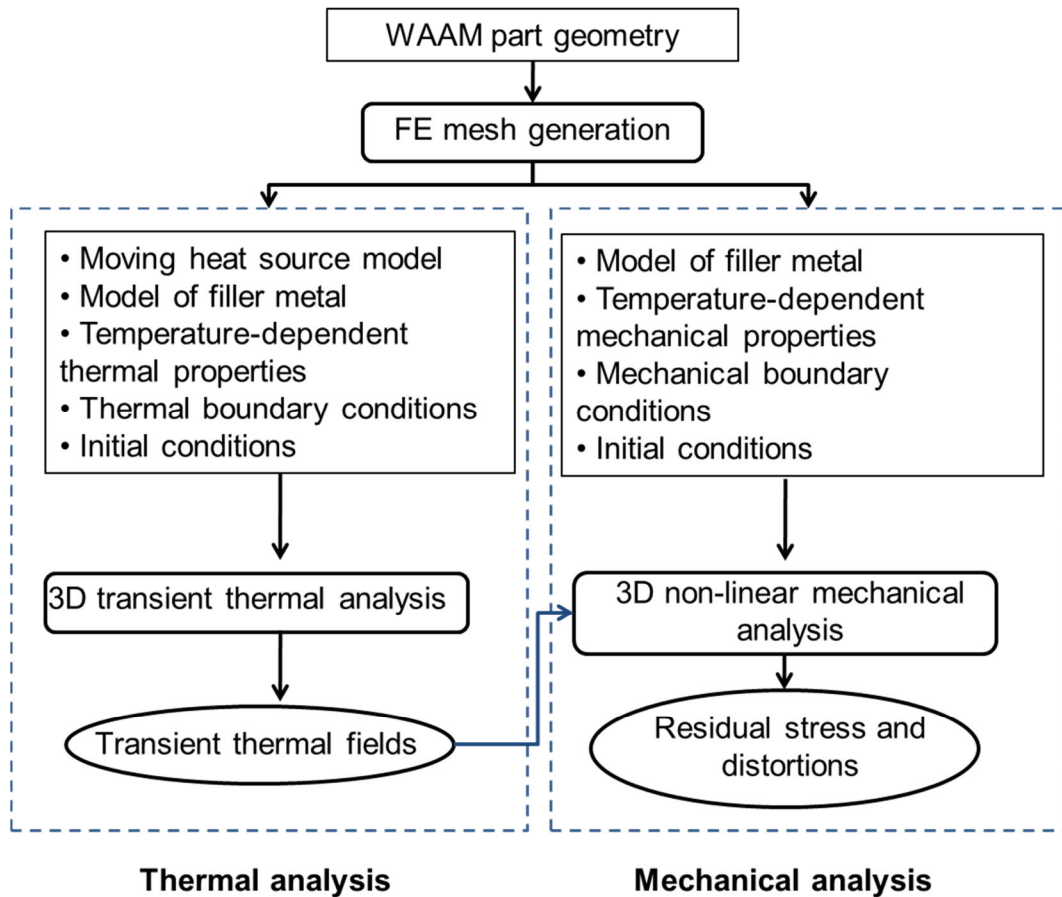 WAAM part geometry
FE mesh generation
• Moving heat source model
• Model of filler metal
• Temperature-dependent
thermal properties
• Thermal boundary conditions
• Initial conditions
3D transient thermal analysis
Transient thermal fields
Thermal analysis
• Model of filler metal
• Temperature-dependent
mechanical properties
• Mechanical boundary
conditions
• Initial conditions
3D non-linear mechanical
analysis
Residual stress and
distortions
Mechanical analysis